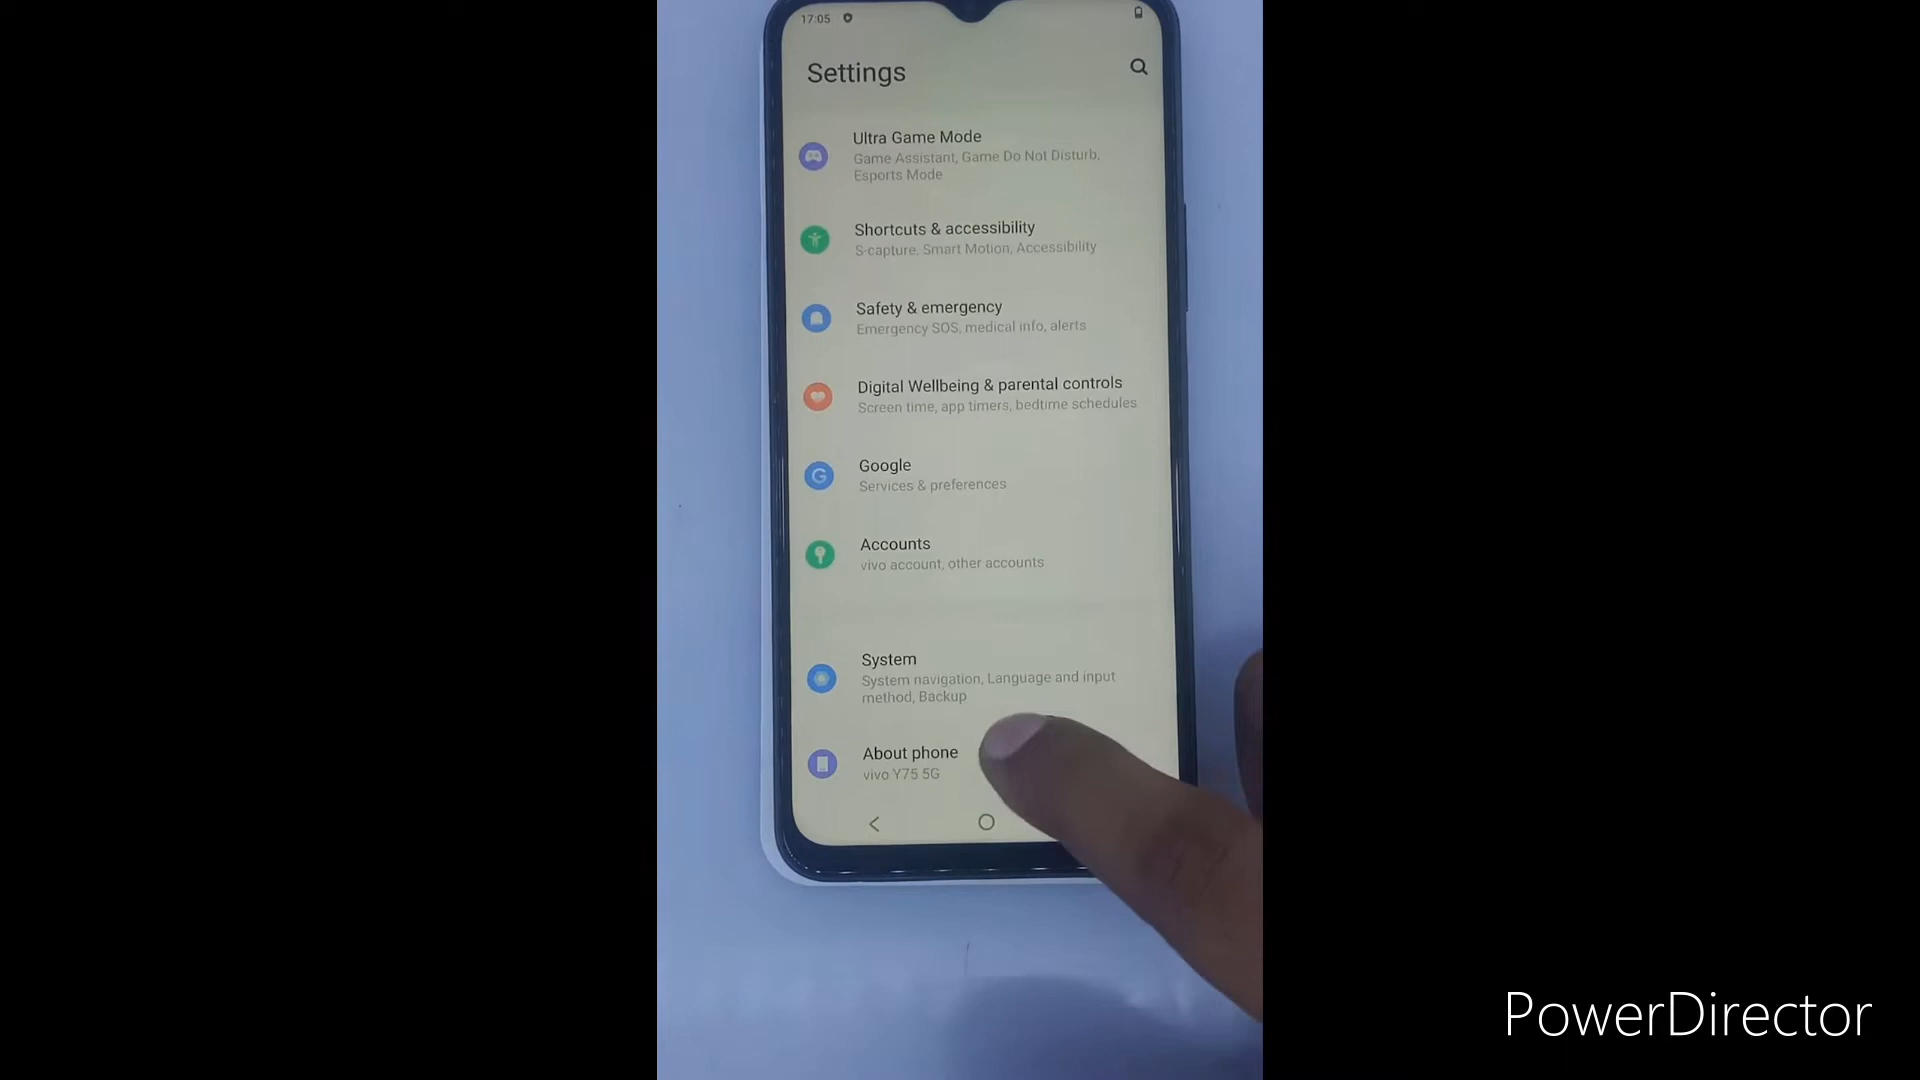 17:05
Settings
Ultra Game Mode
Game Assistant, Game Do Not Disturb,
Esports Mode
Shortcuts & accessibility
S-capture, Smart Motion, Accessibility
Safety & emergency
Emergency SOS, medical info, alerts
Digital Wellbeing & parental controls
Screen time, app timers, bedtime schedules
Google
Services & preferences
Accounts
vivo account, other accounts
System
System navigation, Language and input
method, Backup
About phone
vivo Y75 5G
PowerDirector